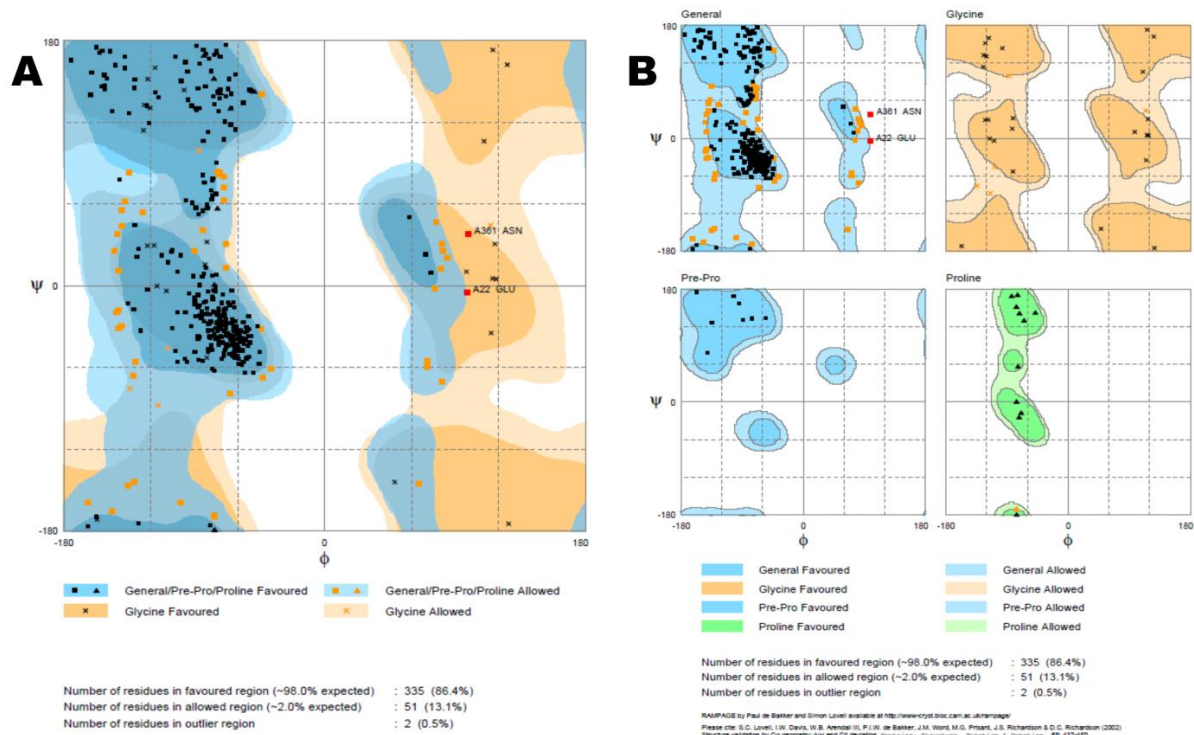 A
180
A361 ASN
A22 GLU
ψ 0
-180
-180 0 180
ϕ
General/Pre-Pro/Proline Favoured General/Pre-Pro/Proline Allowed
Glycine Favoured Glycine Allowed
Number of residues in favoured region (~98.0% expected) : 335 (86.4%)
Number of residues in allowed region (~2.0% expected) : 51 (13.1%)
Number of residues in outlier region : 2 (0.5%)
B
General Glycine
180
A361 ASN
A22 GLU
ψ 0
-180
Pre-Pro Proline
180
ψ 0
-180
-180 0 180 -180 0 180
ϕ ϕ
General Favoured General Allowed
Glycine Favoured Glycine Allowed
Pre-Pro Favoured Pre-Pro Allowed
Proline Favoured Proline Allowed
Number of residues in favoured region (~98.0% expected) : 335 (86.4%)
Number of residues in allowed region (~2.0% expected) : 51 (13.1%)
Number of residues in outlier region : 2 (0.5%)
RAMPAGE by Paul de Bakker and Simon Lovell available at http://www-cryst.bioc.cam.ac.uk/rampage/
Please cite: S.C. Lovell, I.W. Davis, W.B. Arendall III, P.I.W. de Bakker, J.M. Word, M.G. Prisant, J.S. Richardson & D.C. Richardson (2002)